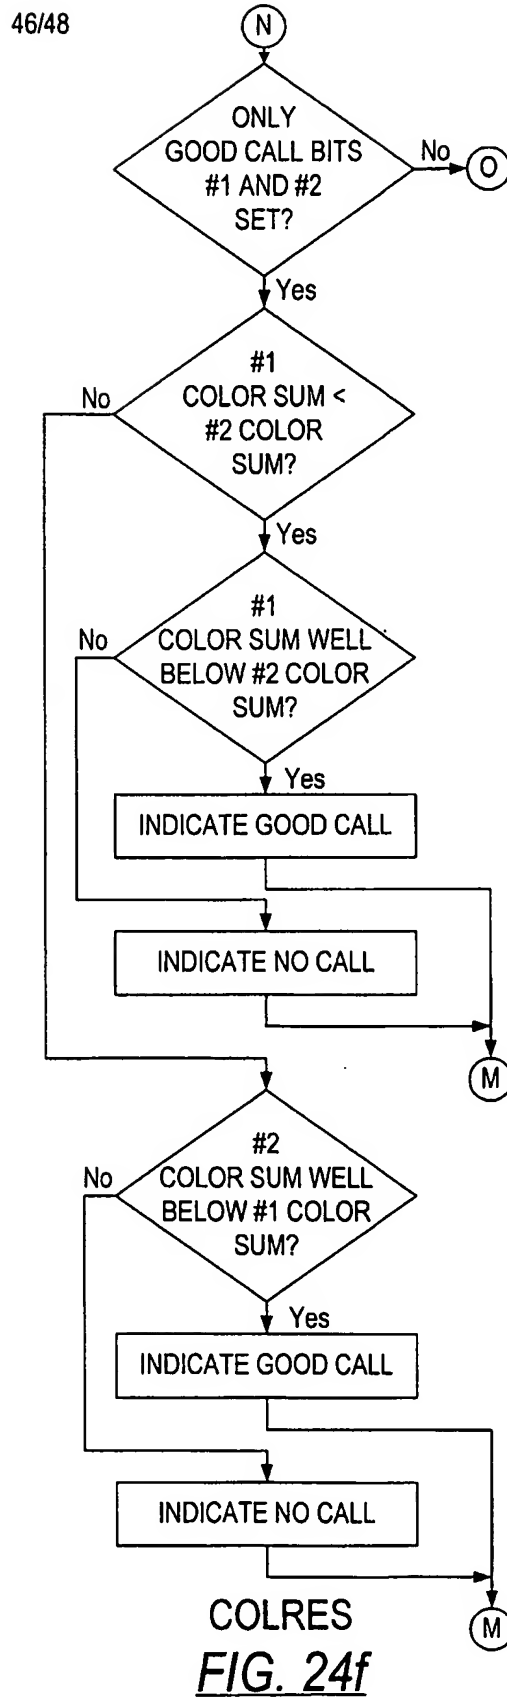 46/48
N
ONLY
GOOD CALL BITS
#1 AND #2
SET?
No
O
Yes
#1
COLOR SUM <
#2 COLOR
SUM?
No
Yes
#1
COLOR SUM WELL
BELOW #2 COLOR
SUM?
No
Yes
INDICATE GOOD CALL
INDICATE NO CALL
M
#2
COLOR SUM WELL
BELOW #1 COLOR
SUM?
No
Yes
INDICATE GOOD CALL
INDICATE NO CALL
M
COLRES
FIG. 24f